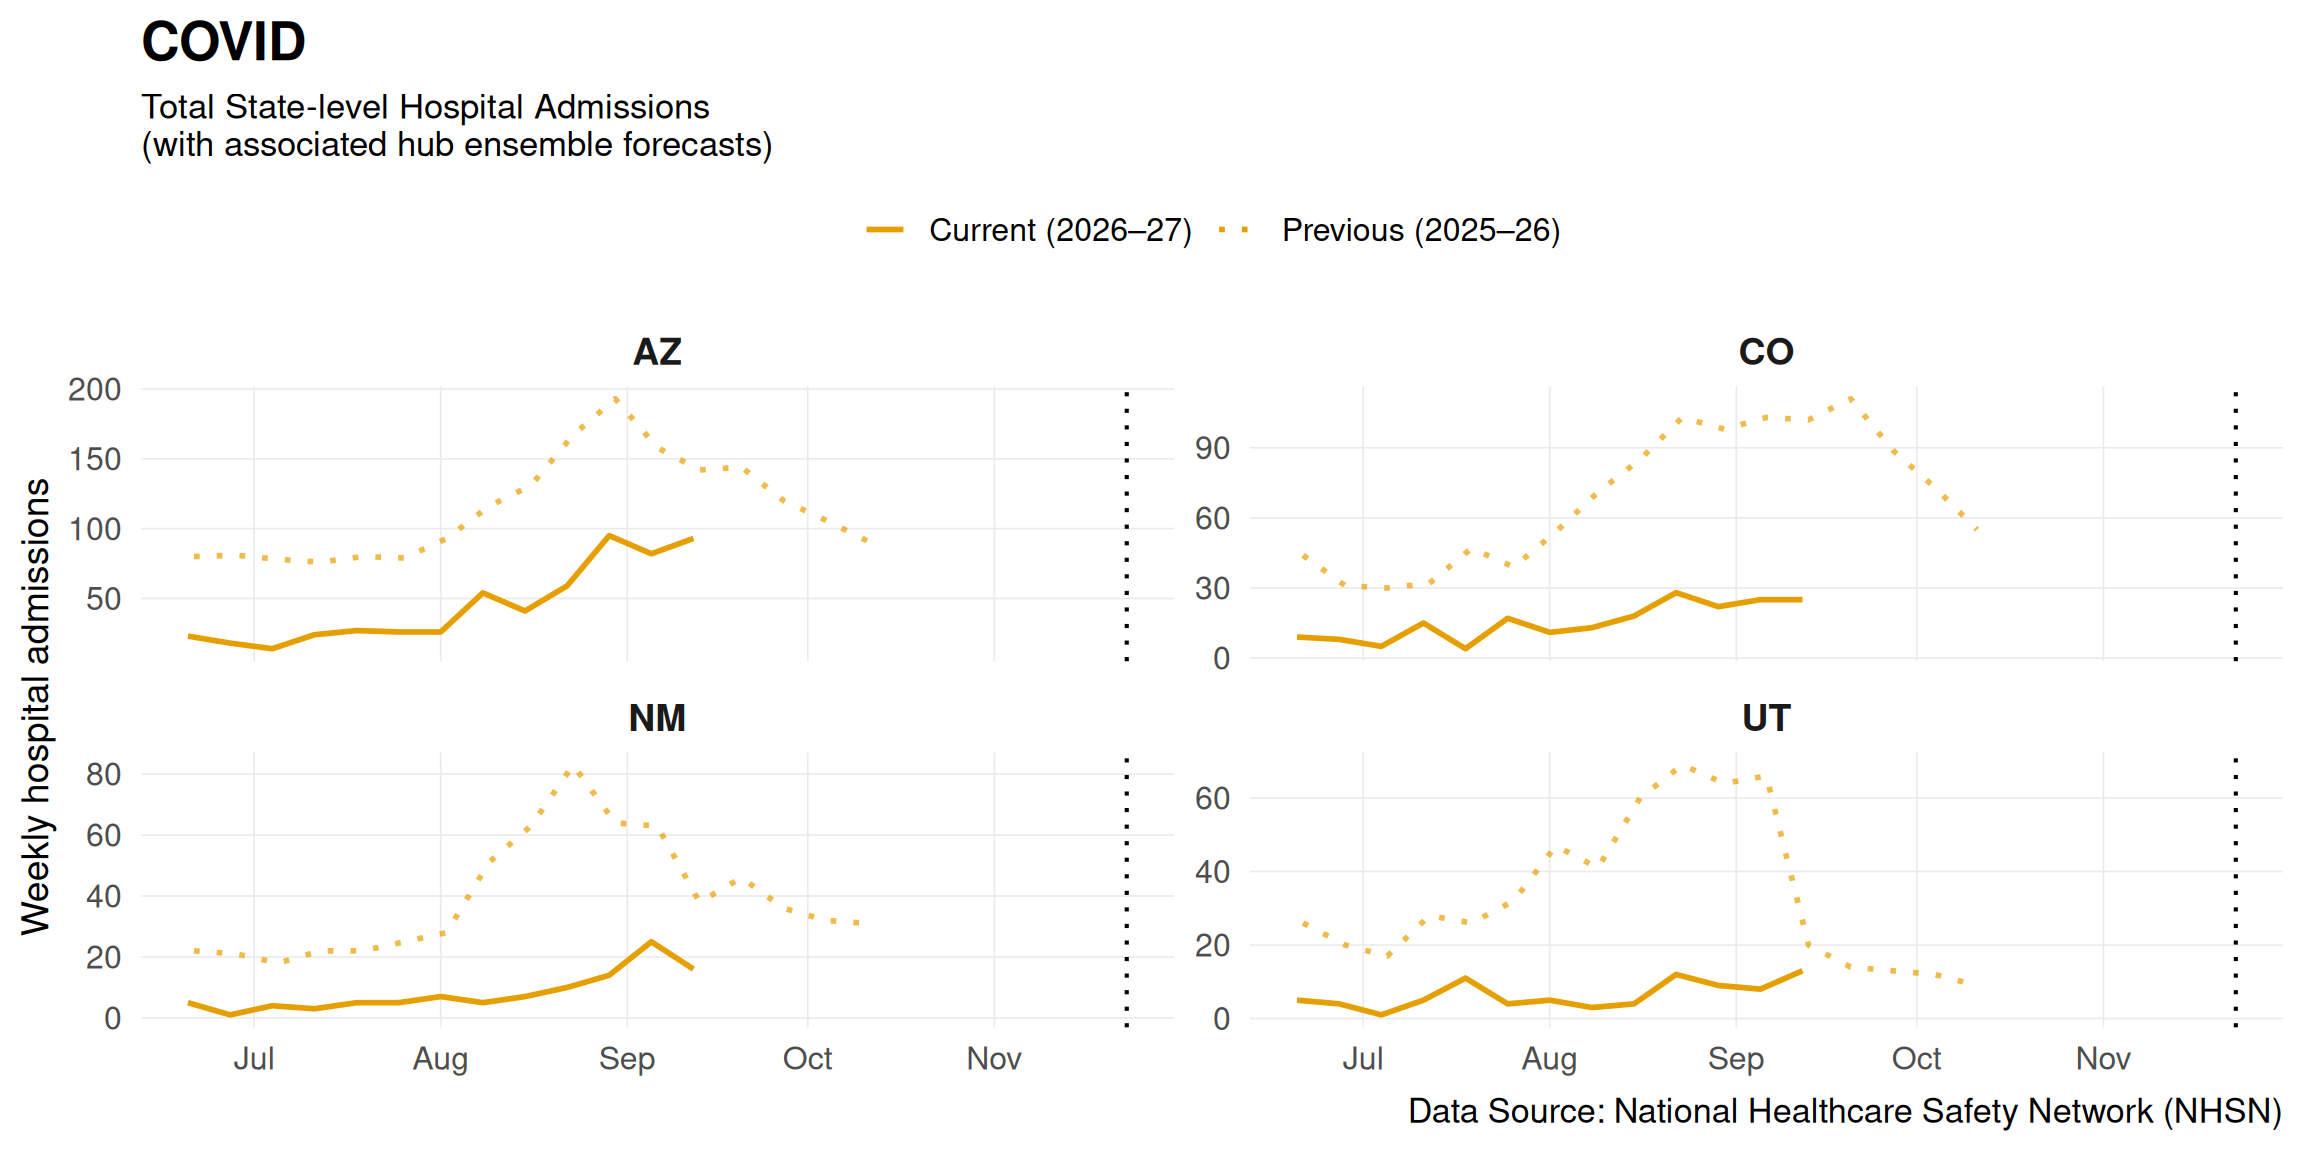 COVID
Total State-level Hospital Admissions
(with associated hub ensemble forecasts)
Current (2026–27) Previous (2025–26)
Weekly hospital admissions
AZ
200
150
100
50
CO
90
60
30
0
NM
80
60
40
20
0
Jul Aug Sep Oct Nov
UT
60
40
20
0
Jul Aug Sep Oct Nov
Data Source: National Healthcare Safety Network (NHSN)